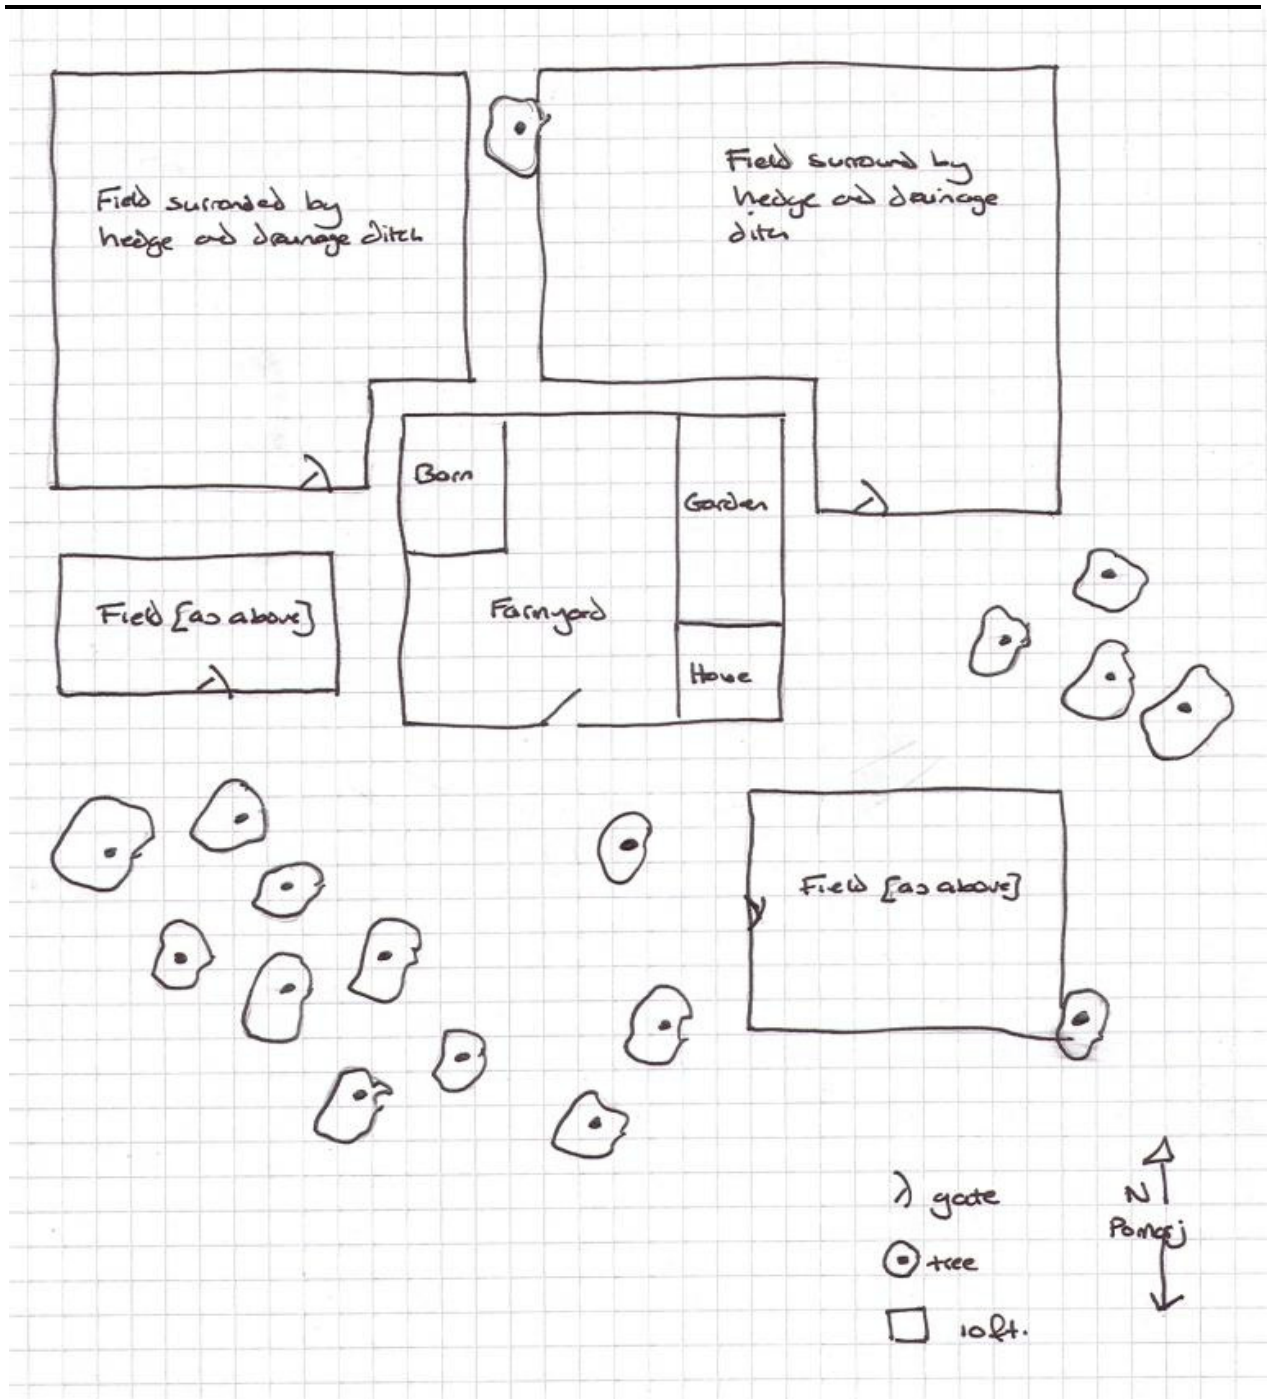 Field surronded by
hedge and drainage ditch
Field surround by
hedge and drainage
ditch
Barn
Garden
Field [as above]
Farmyard
House
Field [as above]
gate
N
Pomarj
tree
10ft.